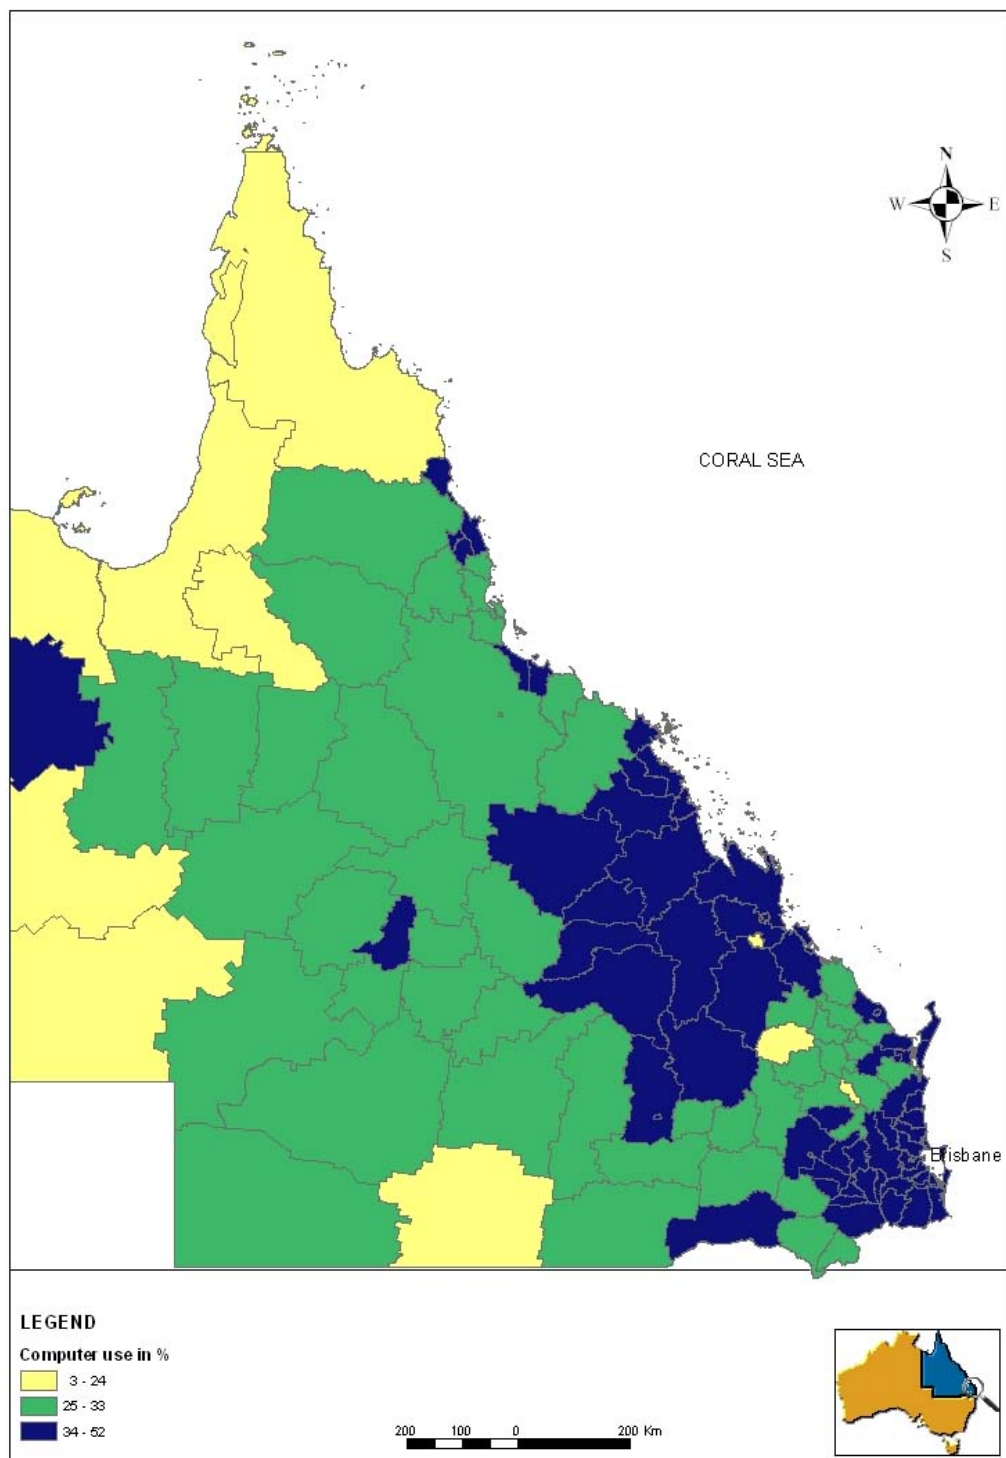 N
W E
S
CORAL SEA
Brisbane
LEGEND
Computer use in %
3 - 24
25 - 33
34 - 52
200 100 0 200 Km